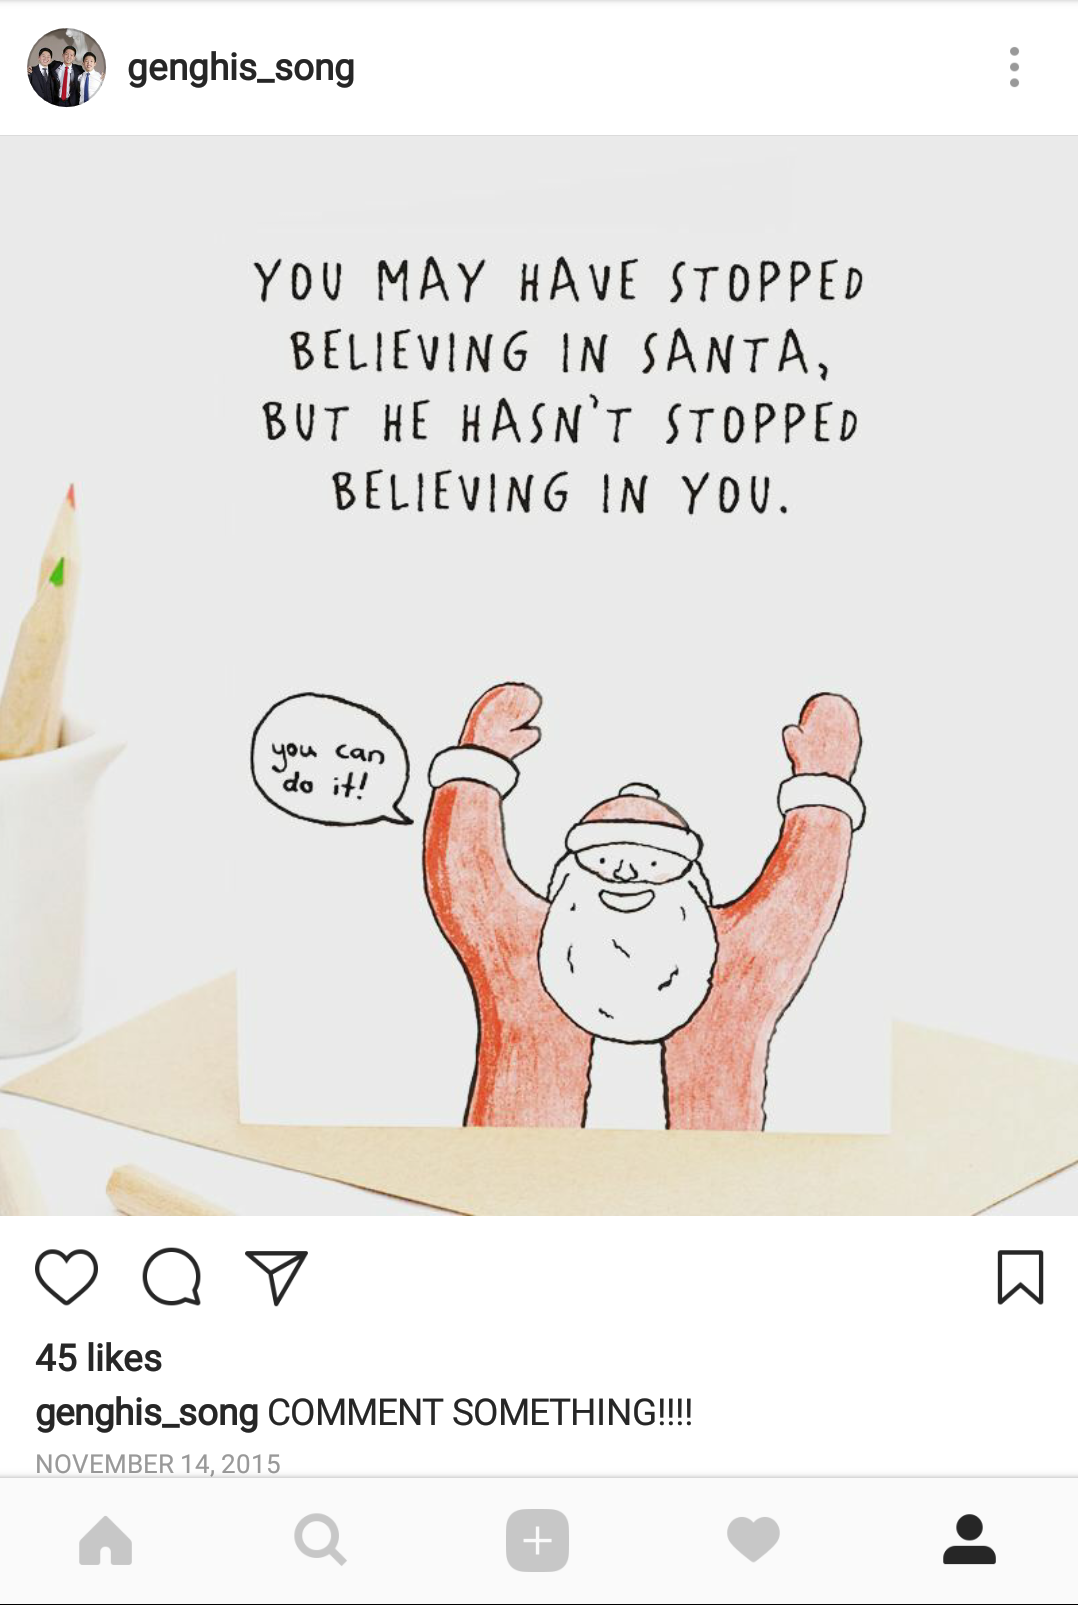 genghis_song
YOU MAY HAVE STOPPED
BELIEVING IN SANTA,
BUT HE HASN'T STOPPED
BELIEVING IN YOU.
you can
do it!
45 likes
genghis_song COMMENT SOMETHING!!!!
NOVEMBER 14, 2015